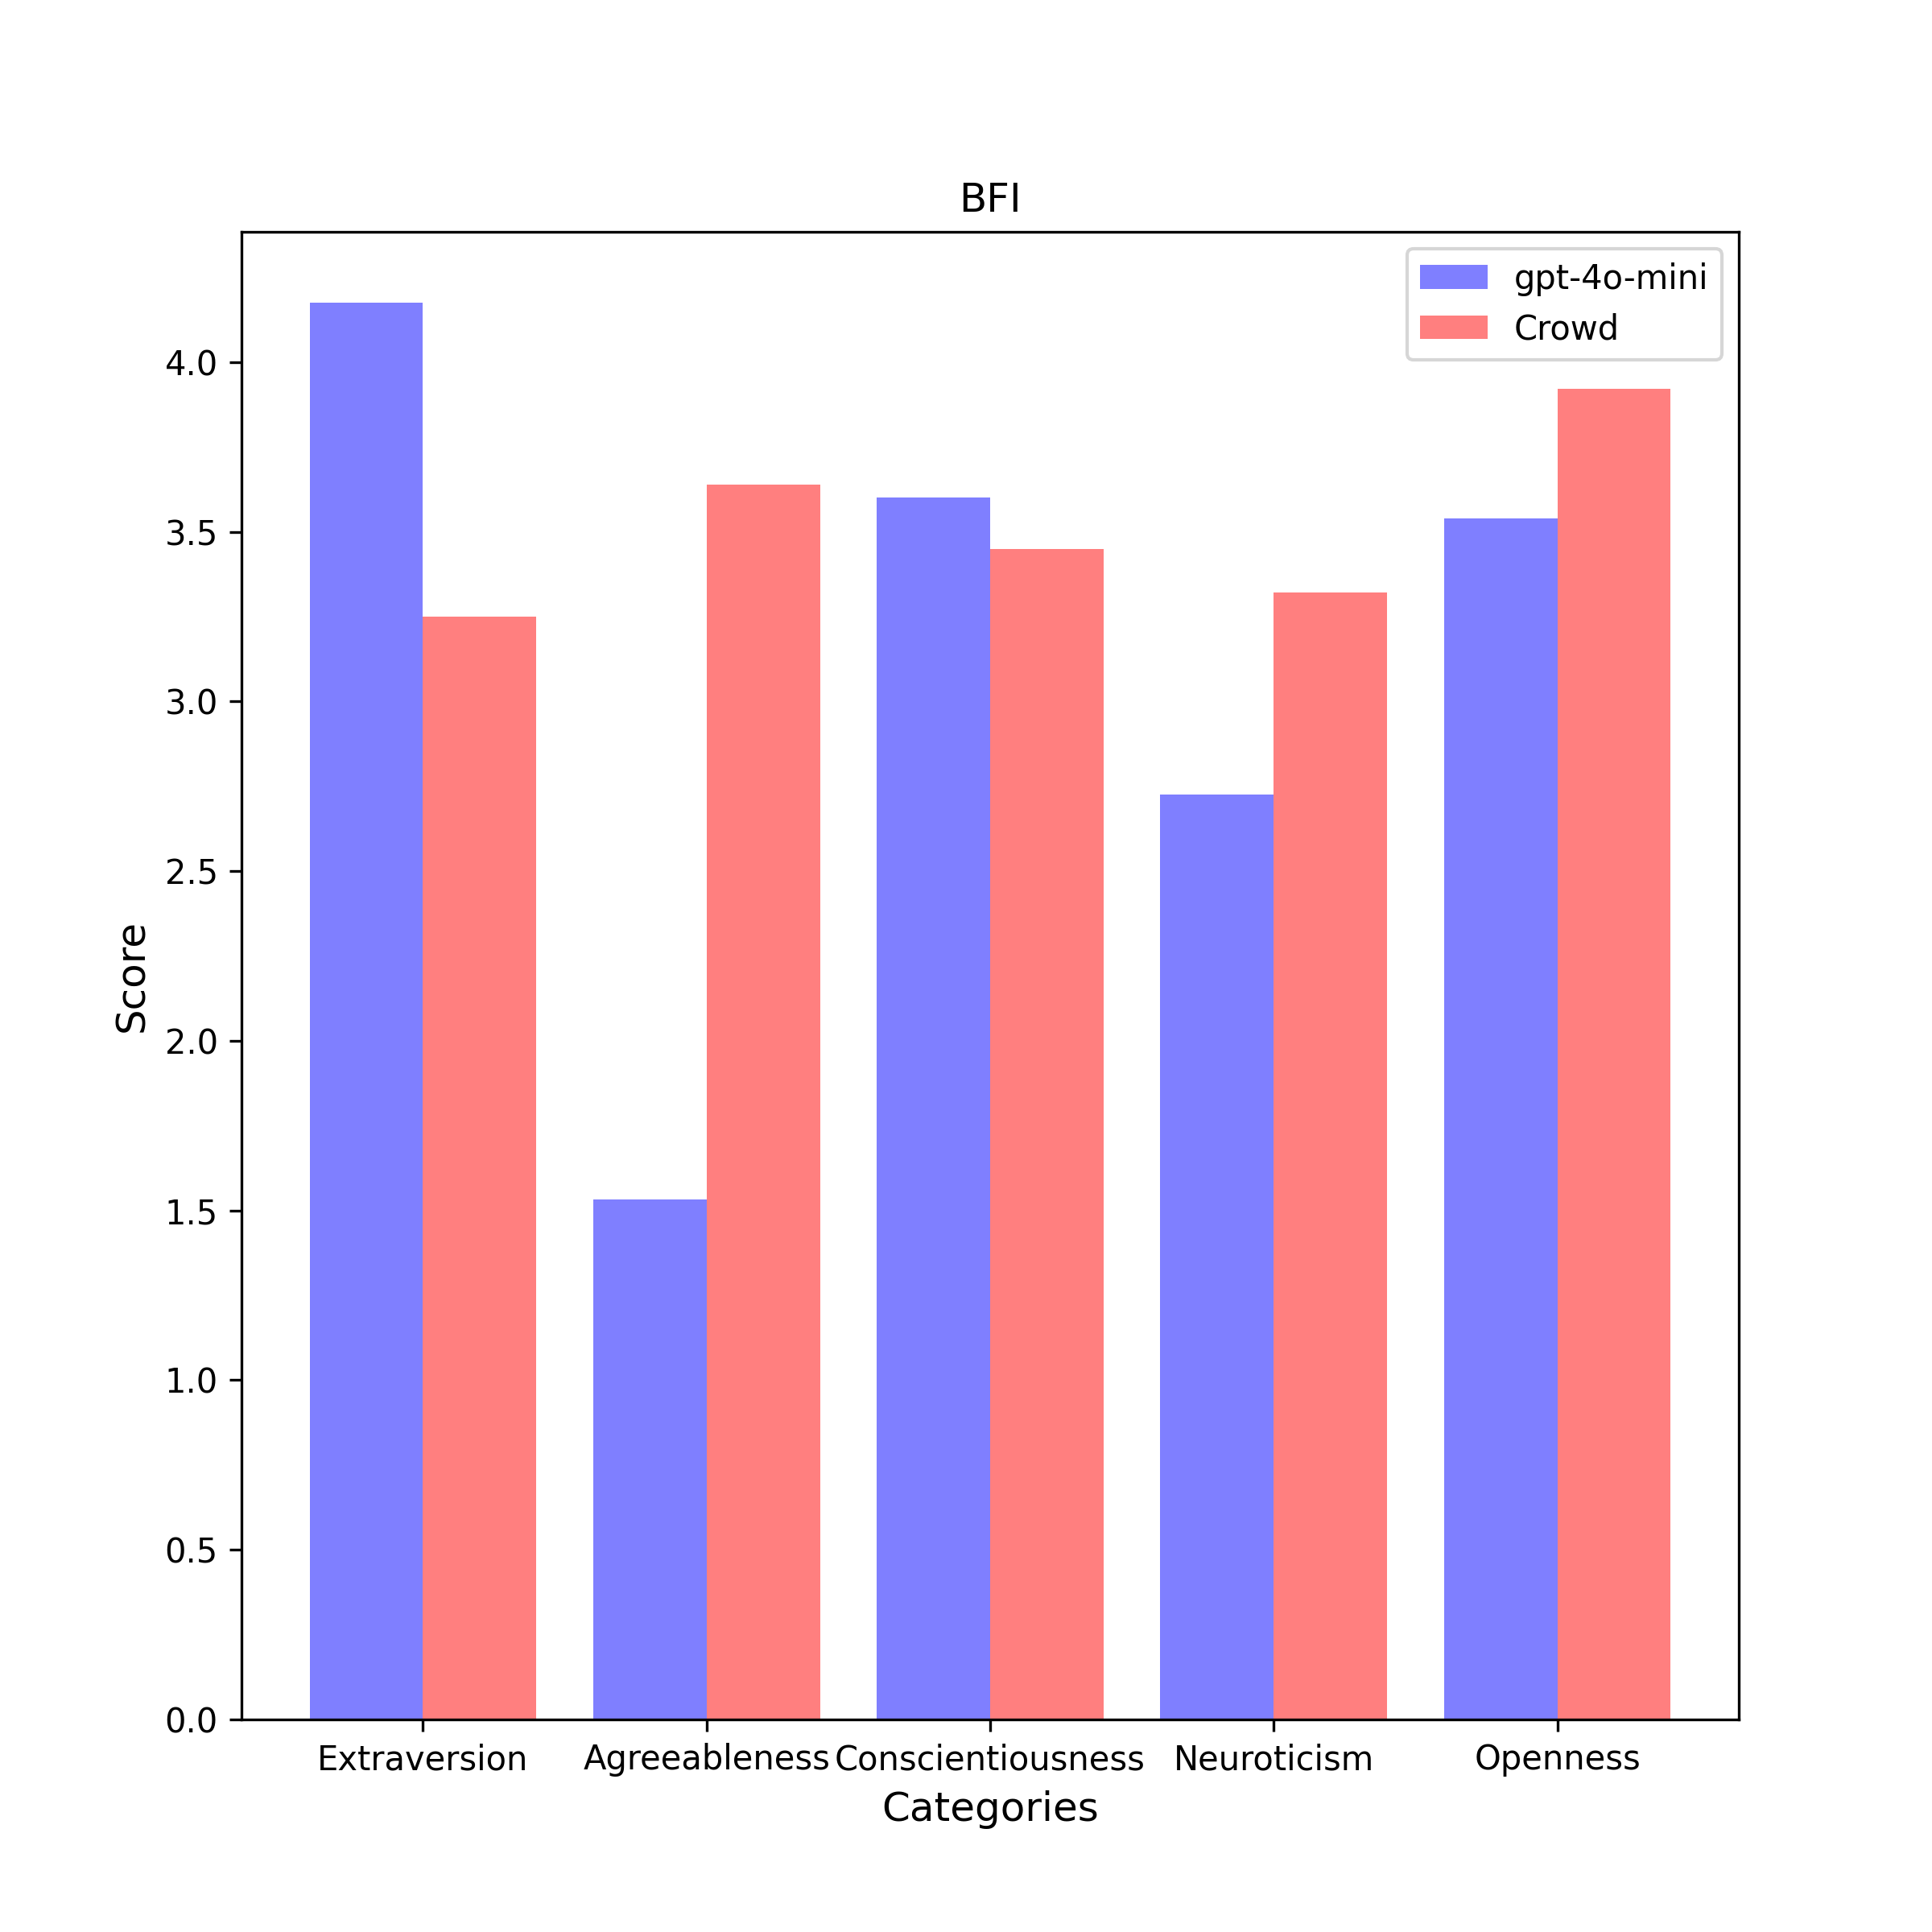 BFI
gpt-4o-mini
Crowd
4.0
3.5
3.0
2.5
2.0
1.5
1.0
0.5
0.0
Score
Extraversion Agreeableness Conscientiousness Neuroticism Openness
Categories